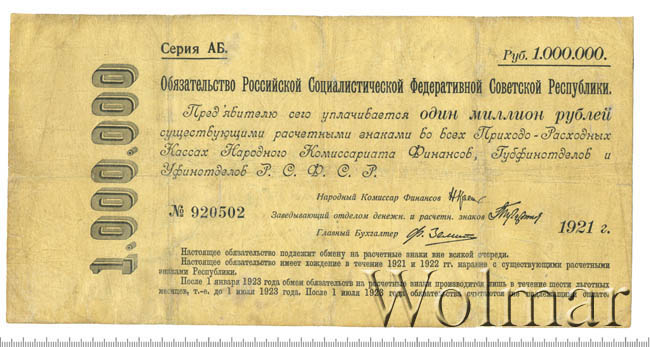 Серия АБ.
Руб. 1.000.000.
1.000.000
Обязательство Российской Социалистической Федеративной Советской Республики.
Пред'явителю сего уплачивается один миллион рублей
существующими расчетными знаками во всех Приходо-Расходных
Кассах Народного Комиссариата Финансов, Губфинотделов и
Уфинотделов Р. С. Ф. С. Р.
Народный Комиссар Финансов
№ 920502
Заведывающий отделом денежн. и расчетн. знаков
1921 г.
Главный Бухгалтер
Настоящее обязательство подлежит обмену на расчетные знаки вне всякой очереди.
Настоящее обязательство имеет хождение в течение 1921 и 1922 гг. наравне с существующими расчетными
знаками Республики.
После 1 января 1923 года обмен обязательств на расчетные знаки производится лишь в течение шести льготных
месяцев, т.-е. до 1 июля 1923 года. После 1 июля 1923 года обязательства считаются не подлежащими оплате.
Wolmar